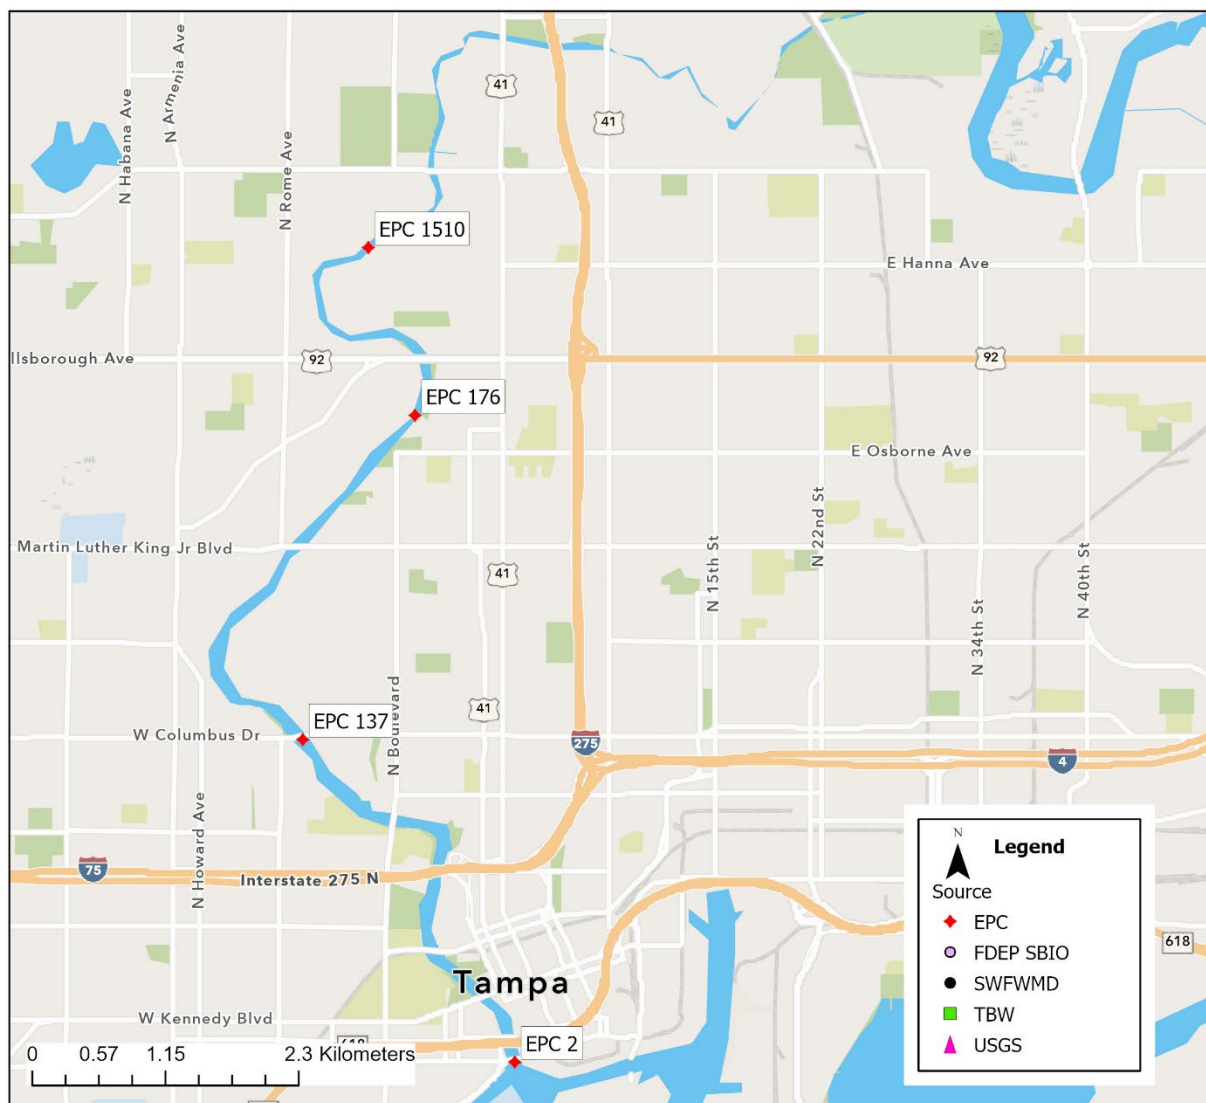 41
N Armenia Ave
N Habana Ave
41
N Rome Ave
EPC 1510
E Hanna Ave
llsborough Ave
92
92
EPC 176
E Osborne Ave
N 22nd St
Martin Luther King Jr Blvd
41
N 15th St
N 40th St
N 34th St
EPC 137
41
W Columbus Dr
N Boulevard
275
4
75
N Howard Ave
Interstate 275 N
N
Legend
Source
EPC
FDEP SBIO
SWFWMD
TBW
USGS
618
Tampa
W Kennedy Blvd
618
EPC 2
0 0.57 1.15 2.3 Kilometers